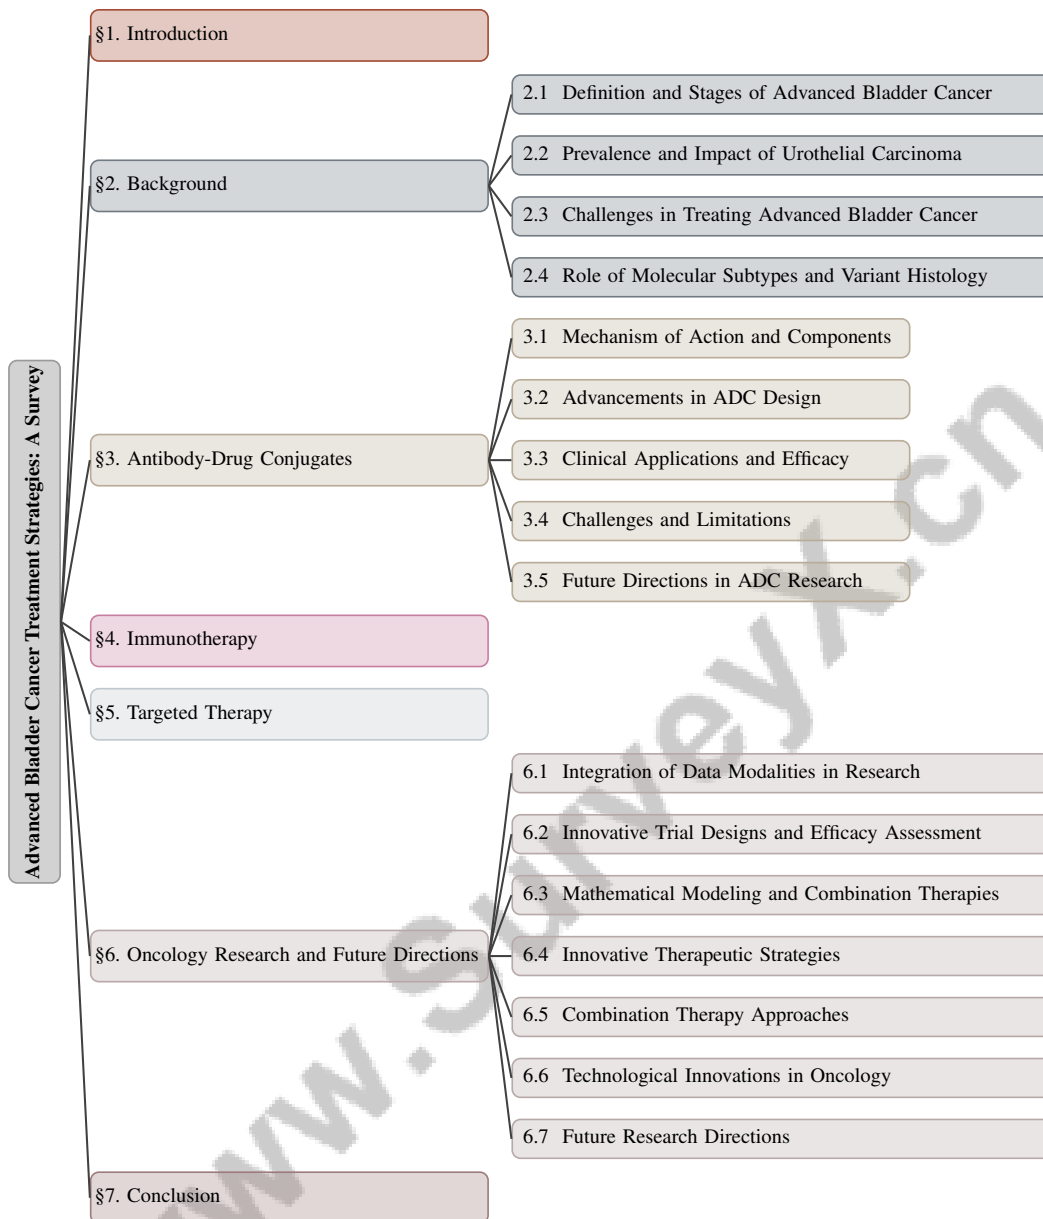 Advanced Bladder Cancer Treatment Strategies: A Survey
§1. Introduction
§2. Background
2.1 Definition and Stages of Advanced Bladder Cancer
2.2 Prevalence and Impact of Urothelial Carcinoma
2.3 Challenges in Treating Advanced Bladder Cancer
2.4 Role of Molecular Subtypes and Variant Histology
§3. Antibody-Drug Conjugates
3.1 Mechanism of Action and Components
3.2 Advancements in ADC Design
3.3 Clinical Applications and Efficacy
3.4 Challenges and Limitations
3.5 Future Directions in ADC Research
§4. Immunotherapy
§5. Targeted Therapy
§6. Oncology Research and Future Directions
6.1 Integration of Data Modalities in Research
6.2 Innovative Trial Designs and Efficacy Assessment
6.3 Mathematical Modeling and Combination Therapies
6.4 Innovative Therapeutic Strategies
6.5 Combination Therapy Approaches
6.6 Technological Innovations in Oncology
6.7 Future Research Directions
§7. Conclusion
www.SurveyX.cn